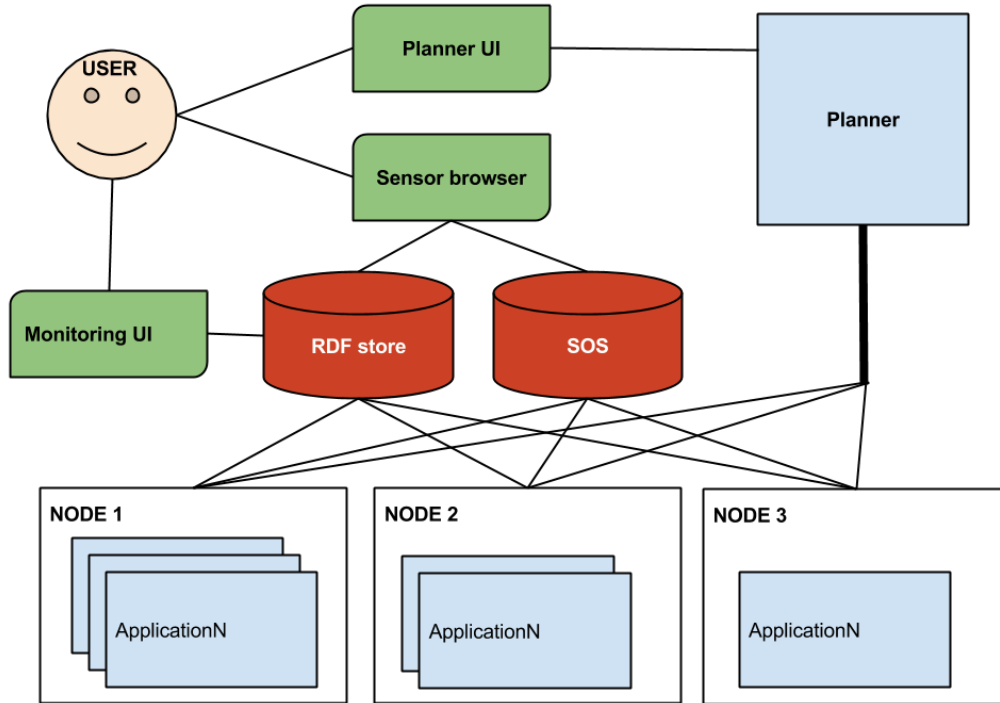 USER
Planner UI
Planner
Sensor browser
Monitoring UI
RDF store
SOS
NODE 1
NODE 2
NODE 3
ApplicationN
ApplicationN
ApplicationN